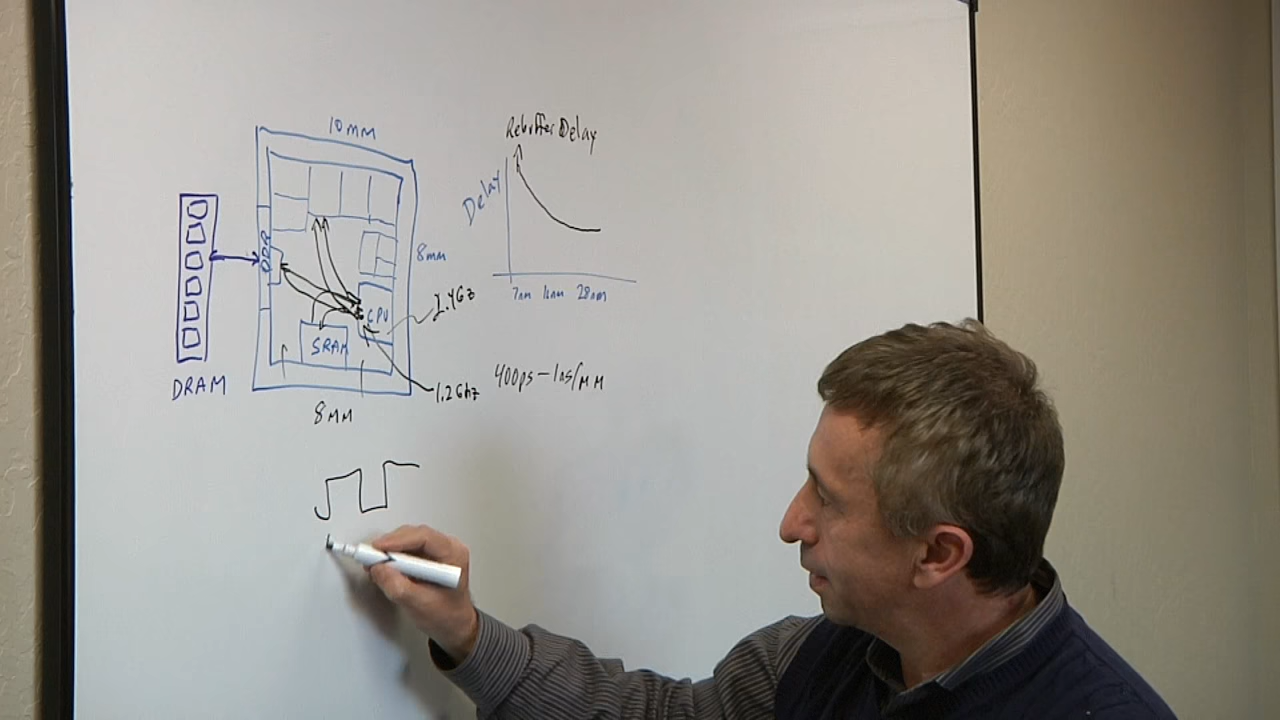 10MM
Rebuffer Delay
Delay
DDR
8mm
7nm 16nm 28nm
CPU
1.4Gz
SRAM
DRAM
1.2Ghz
400ps-1ns/MM
8MM